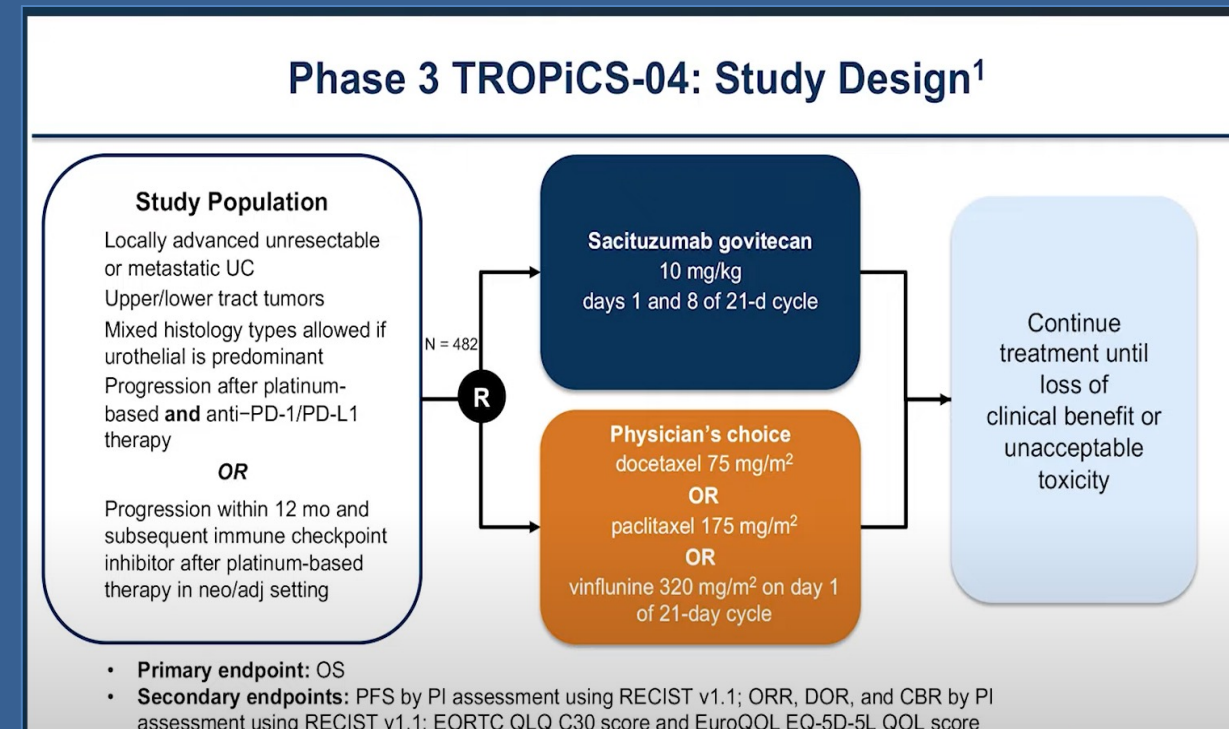 Phase 3 TROPiCS-04: Study Design¹
Study Population
Locally advanced unresectable
or metastatic UC
Upper/lower tract tumors
Mixed histology types allowed if
urothelial is predominant
Progression after platinum-
based and anti−PD-1/PD-L1
therapy
OR
Progression within 12 mo and
subsequent immune checkpoint
inhibitor after platinum-based
therapy in neo/adj setting
N = 482
R
Sacituzumab govitecan
10 mg/kg
days 1 and 8 of 21-d cycle
Physician's choice
docetaxel 75 mg/m²
OR
paclitaxel 175 mg/m²
OR
vinflunine 320 mg/m² on day 1
of 21-day cycle
Continue
treatment until
loss of
clinical benefit or
unacceptable
toxicity
• Primary endpoint: OS
• Secondary endpoints: PFS by PI assessment using RECIST v1.1; ORR, DOR, and CBR by PI
assessment using RECIST v1.1; EORTC QLQ C30 score and EuroQOL EQ-5D-5L QOL score